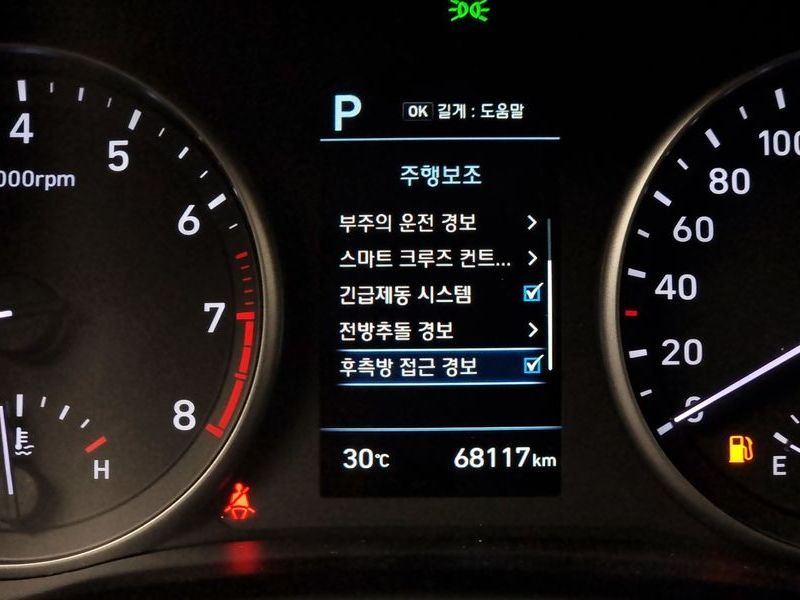 P OK 길게 : 도움말
주행보조
부주의 운전 경보
스마트 크루즈 컨트...
긴급제동 시스템
전방추돌 경보
후측방 접근 경보
30℃ 68117km
4
5
000rpm
6
7
8
H
100
80
60
40
20
0
E